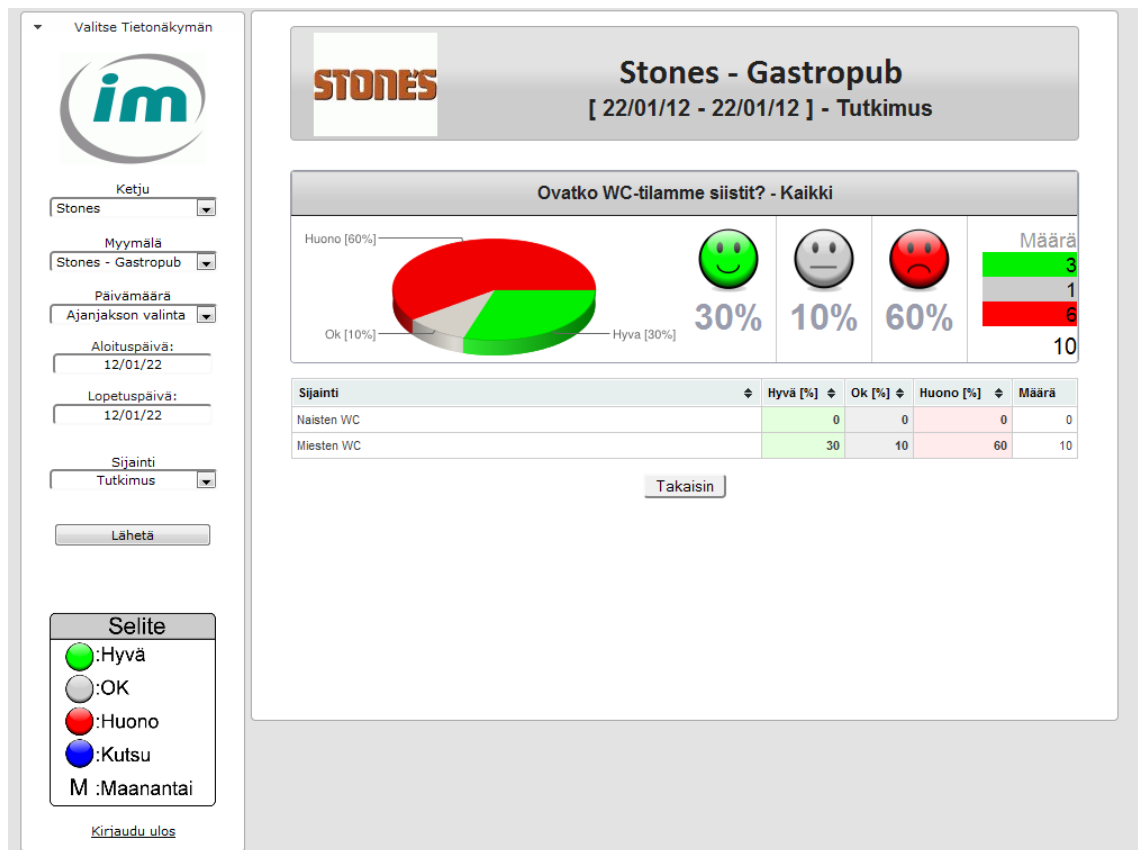 Valitse Tietonäkymän
im
Ketju
Stones
Myymälä
Stones - Gastropub
Päivämäärä
Ajanjakson valinta
Aloituspäivä:
12/01/22
Lopetuspäivä:
12/01/22
Sijainti
Tutkimus
Lähetä
Selite
:Hyvä
:OK
:Huono
:Kutsu
M :Maanantai
Kirjaudu ulos
STONES
Stones - Gastropub
[ 22/01/12 - 22/01/12 ] - Tutkimus
Ovatko WC-tilamme siistit? - Kaikki
Huono [60%]
Ok [10%]
Hyva [30%]
30% 10% 60%
Määrä
3
1
6
10
Sijainti Hyvä [%] Ok [%] Huono [%] Määrä
Naisten WC 0 0 0 0
Miesten WC 30 10 60 10
Takaisin